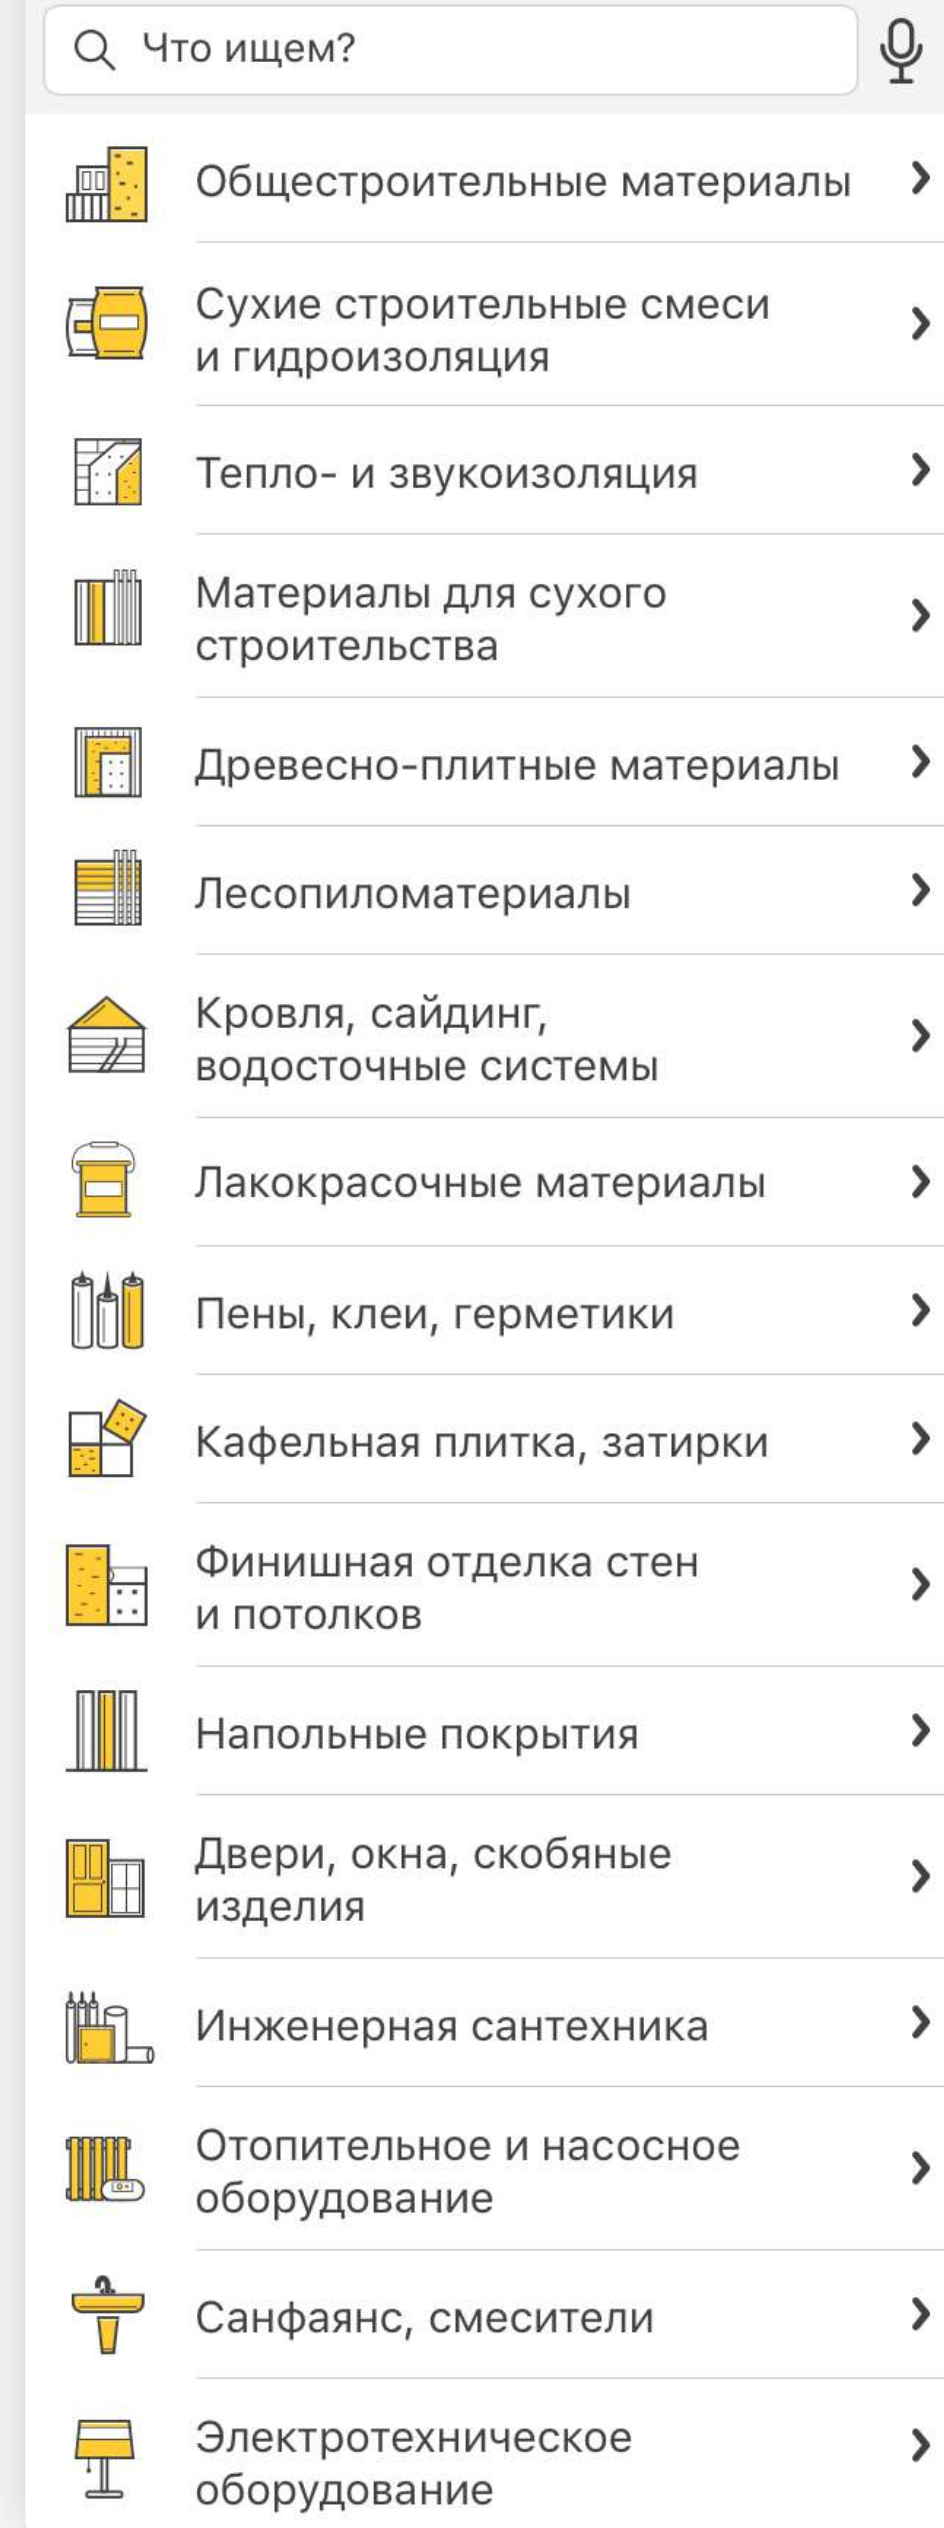 Что ищем?
Общестроительные материалы
Сухие строительные смеси
и гидроизоляция
Тепло- и звукоизоляция
Материалы для сухого
строительства
Древесно-плитные материалы
Лесопиломатериалы
Кровля, сайдинг,
водосточные системы
Лакокрасочные материалы
Пены, клеи, герметики
Кафельная плитка, затирки
Финишная отделка стен
и потолков
Напольные покрытия
Двери, окна, скобяные
изделия
Инженерная сантехника
Отопительное и насосное
оборудование
Санфаянс, смесители
Электротехническое
оборудование